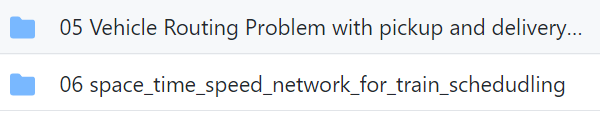 05 Vehicle Routing Problem with pickup and delivery...
06 space_time_speed_network_for_train_schedudling